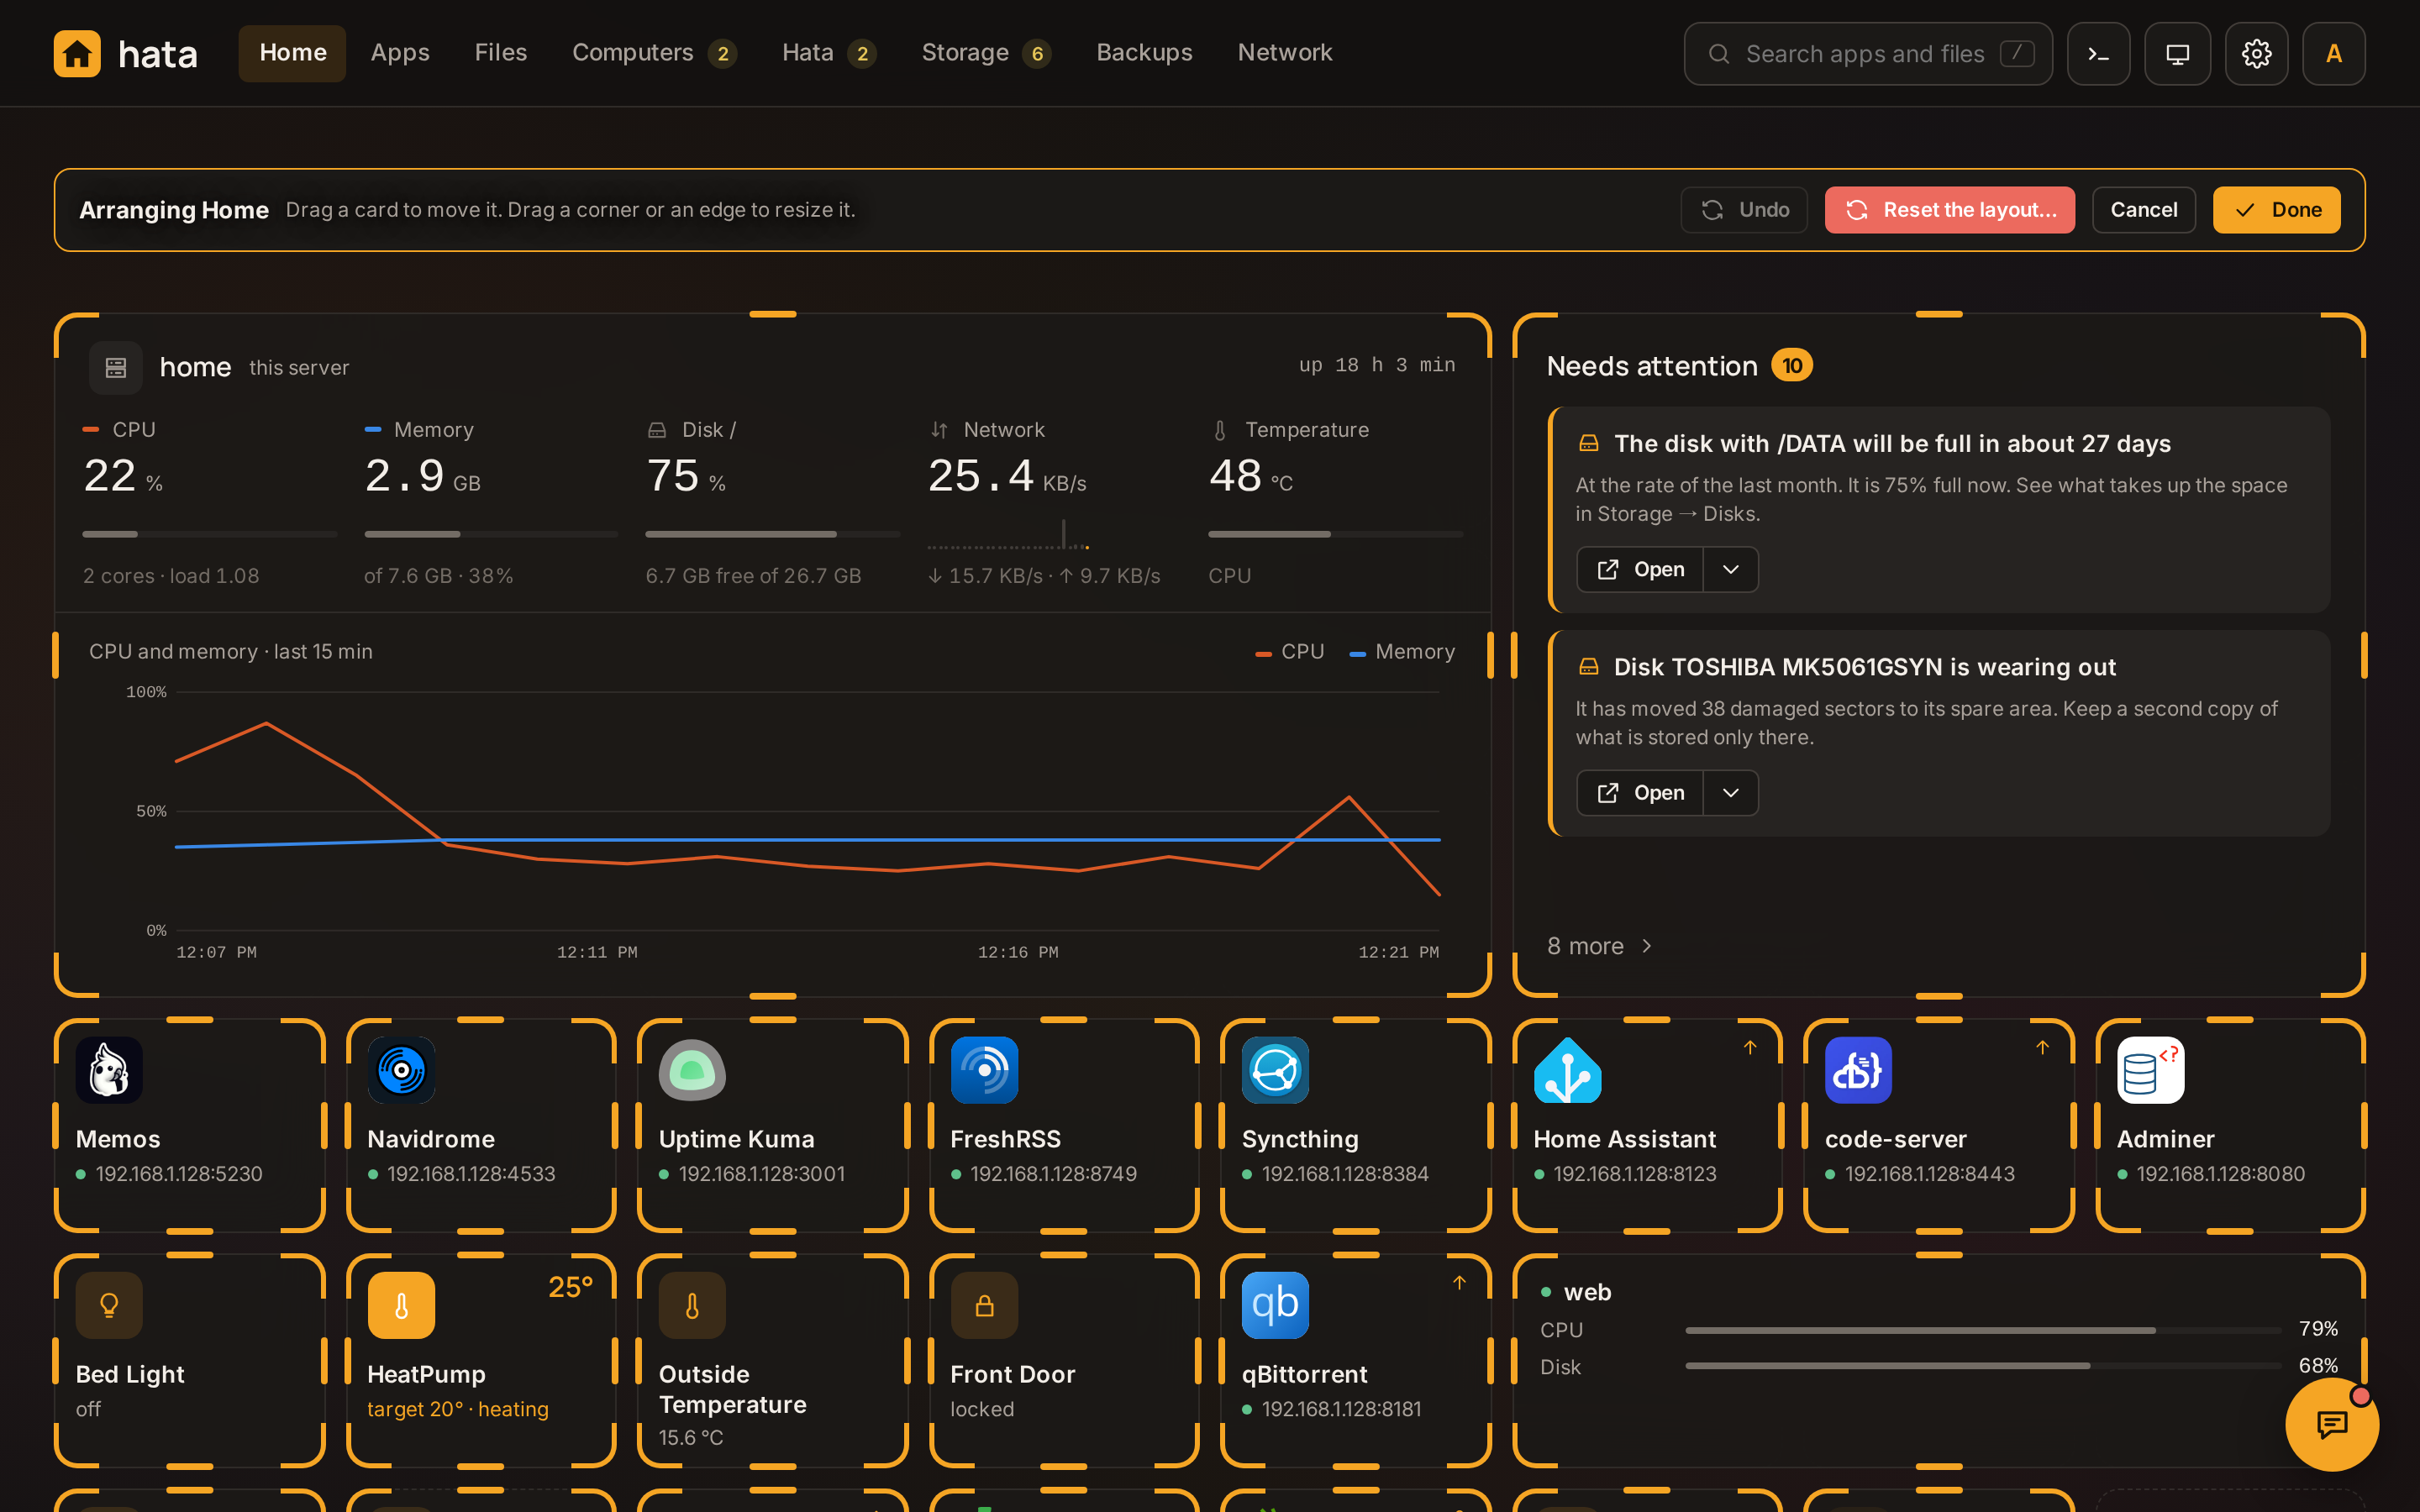 hata
Home
Apps
Files
Computers 2
Hata 2
Storage 6
Backups
Network
Search apps and files /
A
Arranging Home Drag a card to move it. Drag a corner or an edge to resize it.
Undo
Reset the layout...
Cancel
Done
home this server
up 18 h 3 min
CPU
22 %
2 cores · load 1.08
Memory
2.9 GB
of 7.6 GB · 38%
Disk /
75 %
6.7 GB free of 26.7 GB
Network
25.4 KB/s
↓ 15.7 KB/s · ↑ 9.7 KB/s
Temperature
48 °C
CPU
CPU and memory · last 15 min
CPU
Memory
100%
50%
0%
12:07 PM
12:11 PM
12:16 PM
12:21 PM
Needs attention 10
The disk with /DATA will be full in about 27 days
At the rate of the last month. It is 75% full now. See what takes up the space
in Storage → Disks.
Open
Disk TOSHIBA MK5061GSYN is wearing out
It has moved 38 damaged sectors to its spare area. Keep a second copy of
what is stored only there.
Open
8 more
Memos
192.168.1.128:5230
Navidrome
192.168.1.128:4533
Uptime Kuma
192.168.1.128:3001
FreshRSS
192.168.1.128:8749
Syncthing
192.168.1.128:8384
Home Assistant
192.168.1.128:8123
code-server
192.168.1.128:8443
<?
Adminer
192.168.1.128:8080
Bed Light
off
25°
HeatPump
target 20° · heating
Outside
Temperature
15.6 °C
Front Door
locked
qb
qBittorrent
192.168.1.128:8181
web
CPU
79%
Disk
68%